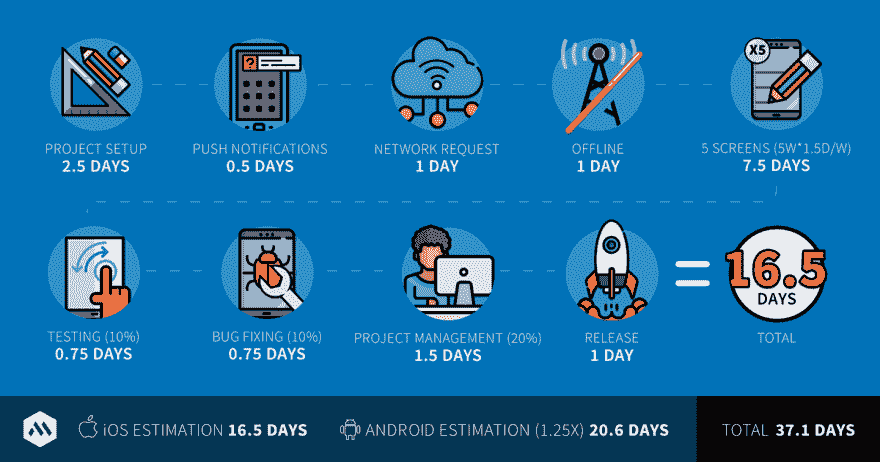 X5
?
PROJECT SETUP
2.5 DAYS
PUSH NOTIFICATIONS
0.5 DAYS
NETWORK REQUEST
1 DAY
OFFLINE
1 DAY
5 SCREENS (5W*1.5D/W)
7.5 DAYS
TESTING (10%)
0.75 DAYS
BUG FIXING (10%)
0.75 DAYS
PROJECT MANAGEMENT (20%)
1.5 DAYS
RELEASE
1 DAY
=
16.5
DAYS
TOTAL
iOS ESTIMATION 16.5 DAYS
ANDROID ESTIMATION (1.25X) 20.6 DAYS
TOTAL 37.1 DAYS